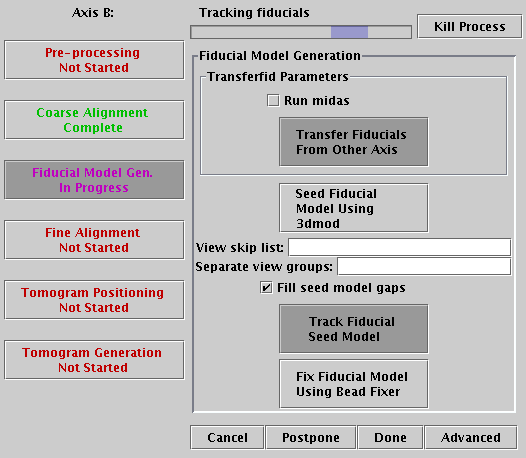 Axis B:
Tracking fiducials
Kill Process
Pre-processing
Not Started
Coarse Alignment
Complete
Fiducial Model Gen.
In Progress
Fine Alignment
Not Started
Tomogram Positioning
Not Started
Tomogram Generation
Not Started
Fiducial Model Generation
Transferfid Parameters
Run midas
Transfer Fiducials
From Other Axis
Seed Fiducial
Model Using
3dmod
View skip list:
Separate view groups:
Fill seed model gaps
Track Fiducial
Seed Model
Fix Fiducial Model
Using Bead Fixer
Cancel
Postpone
Done
Advanced